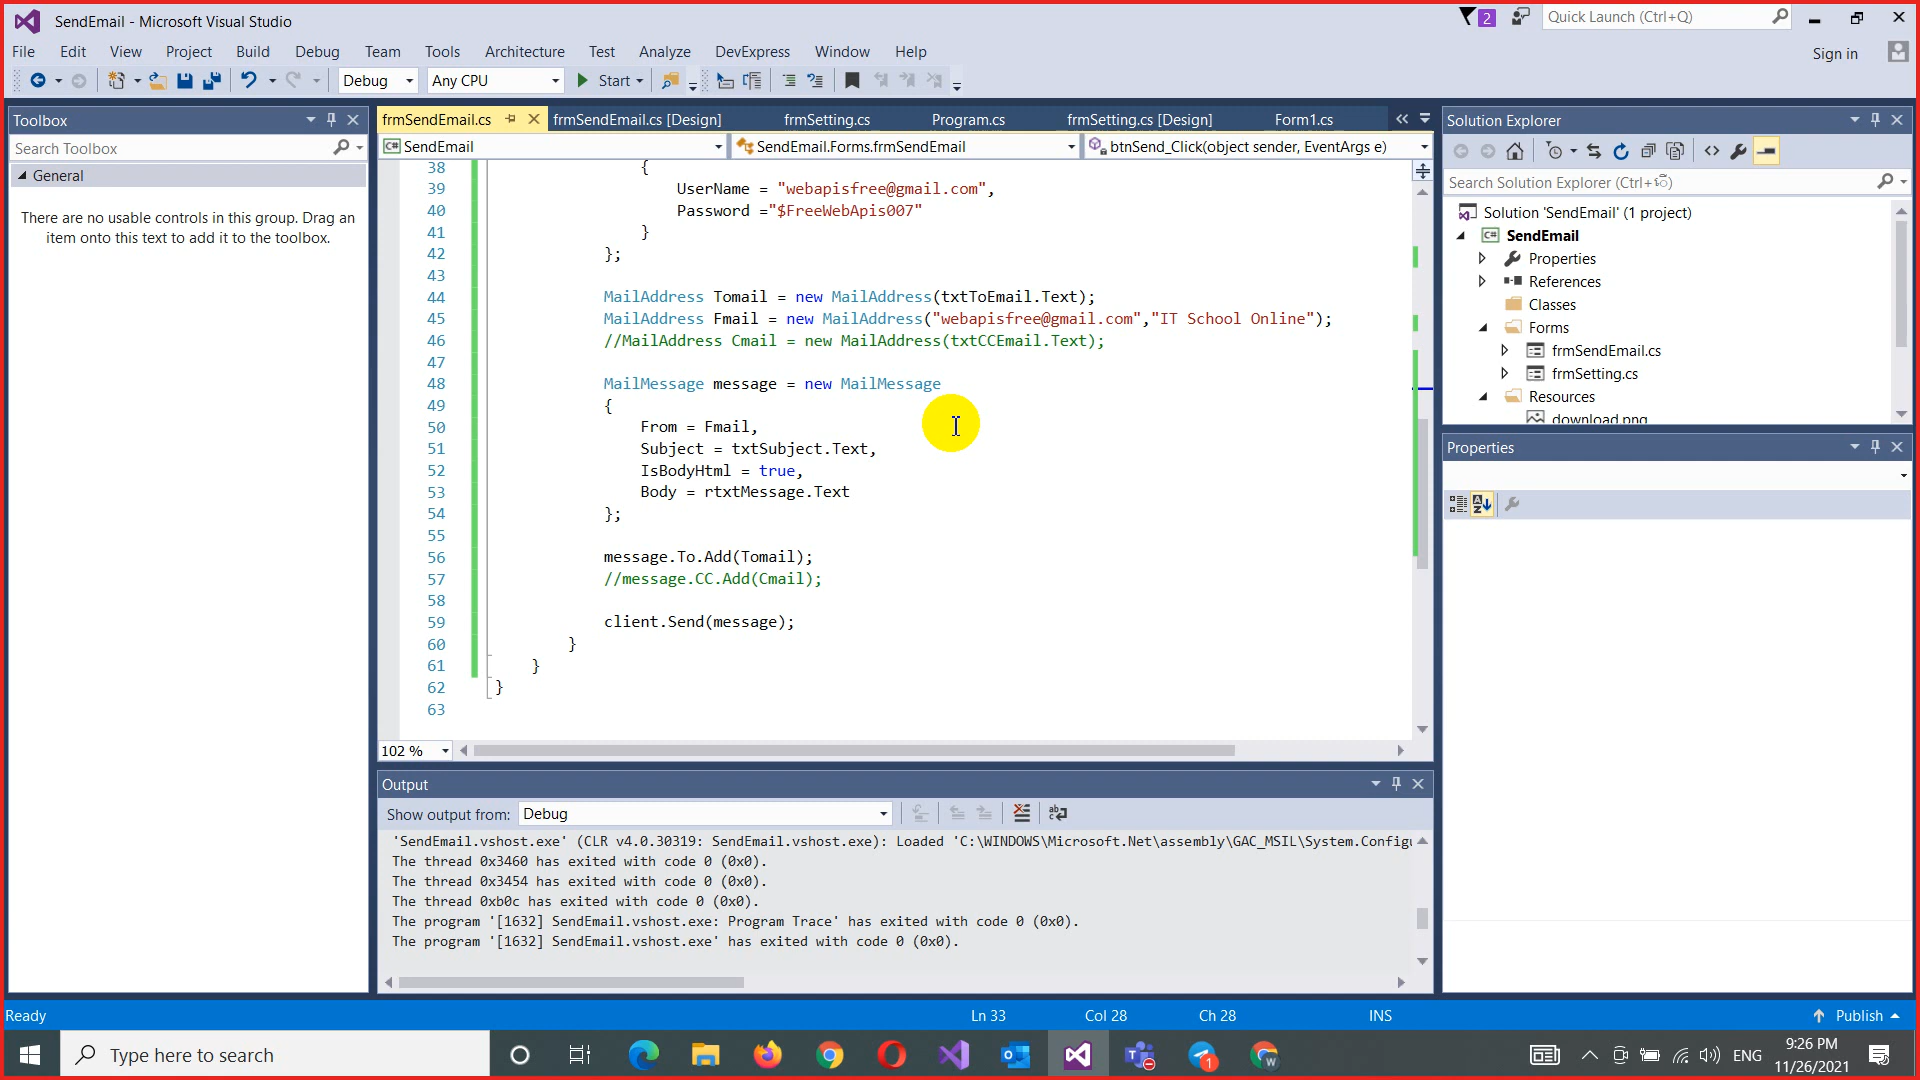 SendEmail - Microsoft Visual Studio
2
Quick Launch (Ctrl+Q)
File Edit View Project Build Debug Team Tools Architecture Test Analyze DevExpress Window Help
Sign in
Debug Any CPU Start
Toolbox
Search Toolbox
General
There are no usable controls in this group. Drag an
item onto this text to add it to the toolbox.
frmSendEmail.cs frmSendEmail.cs [Design] frmSetting.cs Program.cs frmSetting.cs [Design] Form1.cs
C# SendEmail SendEmail.Forms.frmSendEmail btnSend_Click(object sender, EventArgs e)
38 {
39 UserName = "webapisfree@gmail.com",
40 Password ="$FreeWebApis007"
41 }
42 };
43
44 MailAddress Tomail = new MailAddress(txtToEmail.Text);
45 MailAddress Fmail = new MailAddress("webapisfree@gmail.com","IT School Online");
46 //MailAddress Cmail = new MailAddress(txtCCEmail.Text);
47
48 MailMessage message = new MailMessage
49 {
50 From = Fmail,
51 Subject = txtSubject.Text,
52 IsBodyHtml = true,
53 Body = rtxtMessage.Text
54 };
55
56 message.To.Add(Tomail);
57 //message.CC.Add(Cmail);
58
59 client.Send(message);
60 }
61 }
62 }
63
102 %
Output
Show output from: Debug
'SendEmail.vshost.exe' (CLR v4.0.30319: SendEmail.vshost.exe): Loaded 'C:\WINDOWS\Microsoft.Net\assembly\GAC_MSIL\System.Configu
The thread 0x3460 has exited with code 0 (0x0).
The thread 0x3454 has exited with code 0 (0x0).
The thread 0xb0c has exited with code 0 (0x0).
The program '[1632] SendEmail.vshost.exe: Program Trace' has exited with code 0 (0x0).
The program '[1632] SendEmail.vshost.exe' has exited with code 0 (0x0).
Solution Explorer
Search Solution Explorer (Ctrl+
Solution 'SendEmail' (1 project)
C# SendEmail
Properties
References
Classes
Forms
frmSendEmail.cs
frmSetting.cs
Resources
download.png
Properties
Ready Ln 33 Col 28 Ch 28 INS Publish
Type here to search
1
W
ENG
9:26 PM
11/26/2021